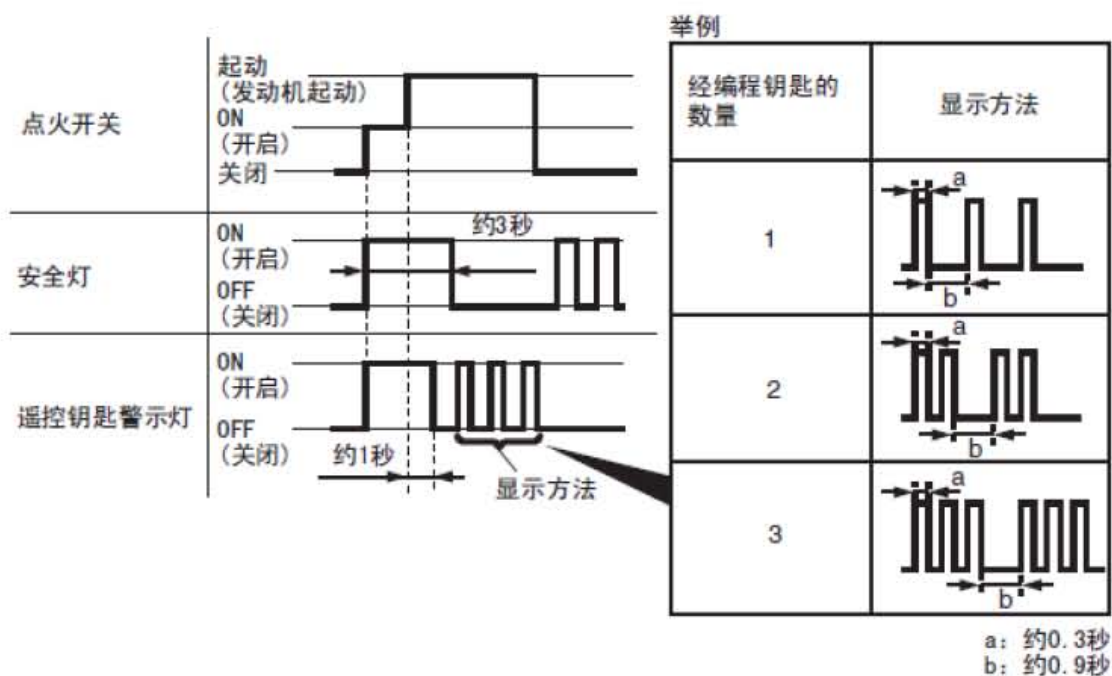 点火开关
起动
(发动机起动)
ON
(开启)
关闭
安全灯
ON
(开启)
OFF
(关闭)
约3秒
遥控钥匙警示灯
ON
(开启)
OFF
(关闭)
约1秒
显示方法
举例
经编程钥匙的
数量
显示方法
1
a
b
2
a
b
3
a
b
a: 约0.3秒
b: 约0.9秒